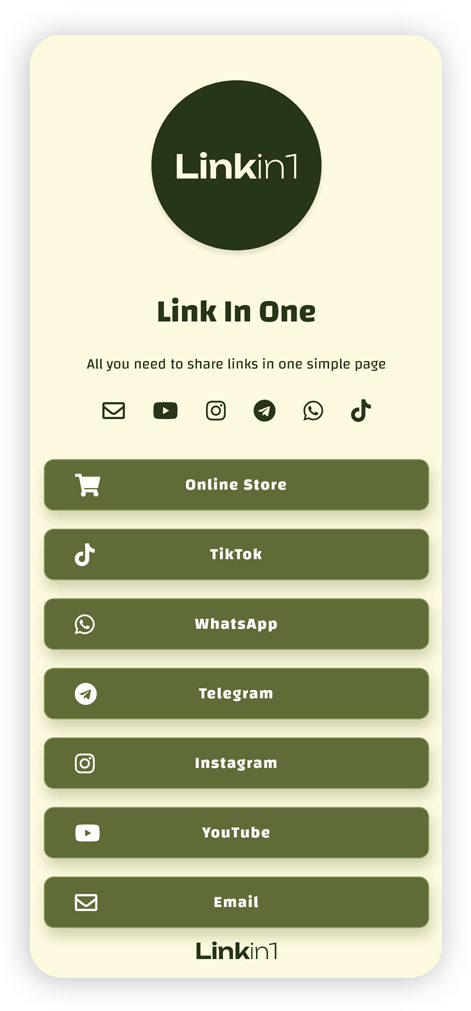 Linkin1
Link In One
All you need to share links in one simple page
Online Store
TikTok
WhatsApp
Telegram
Instagram
YouTube
Email
Linkin1